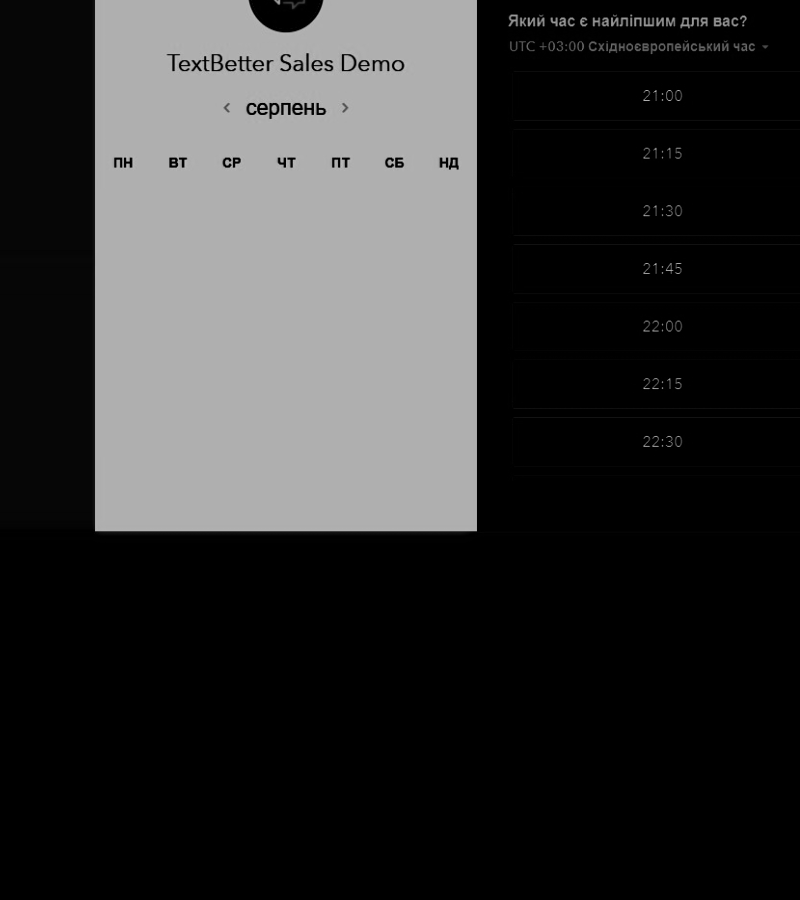 TextBetter Sales Demo
серпень
ПН ВТ СР ЧТ ПТ СБ НД
Який час є найліпшим для вас?
UTC +03:00 Східноєвропейський час
21:00
21:15
21:30
21:45
22:00
22:15
22:30